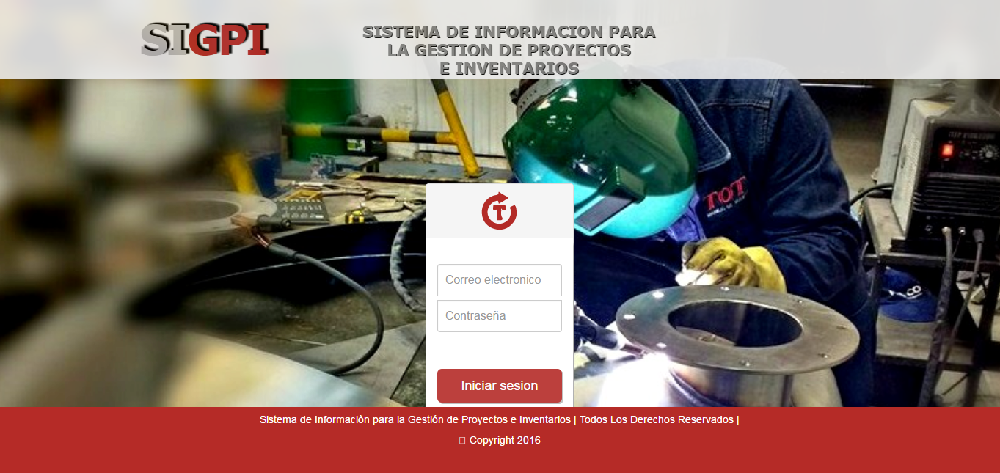 SIGPI
SISTEMA DE INFORMACION PARA
LA GESTION DE PROYECTOS
E INVENTARIOS
TOT
T
Correo electronico
Contraseña
Iniciar sesion
Sistema de Informaciòn para la Gestión de Proyectos e Inventarios | Todos Los Derechos Reservados |
Copyright 2016